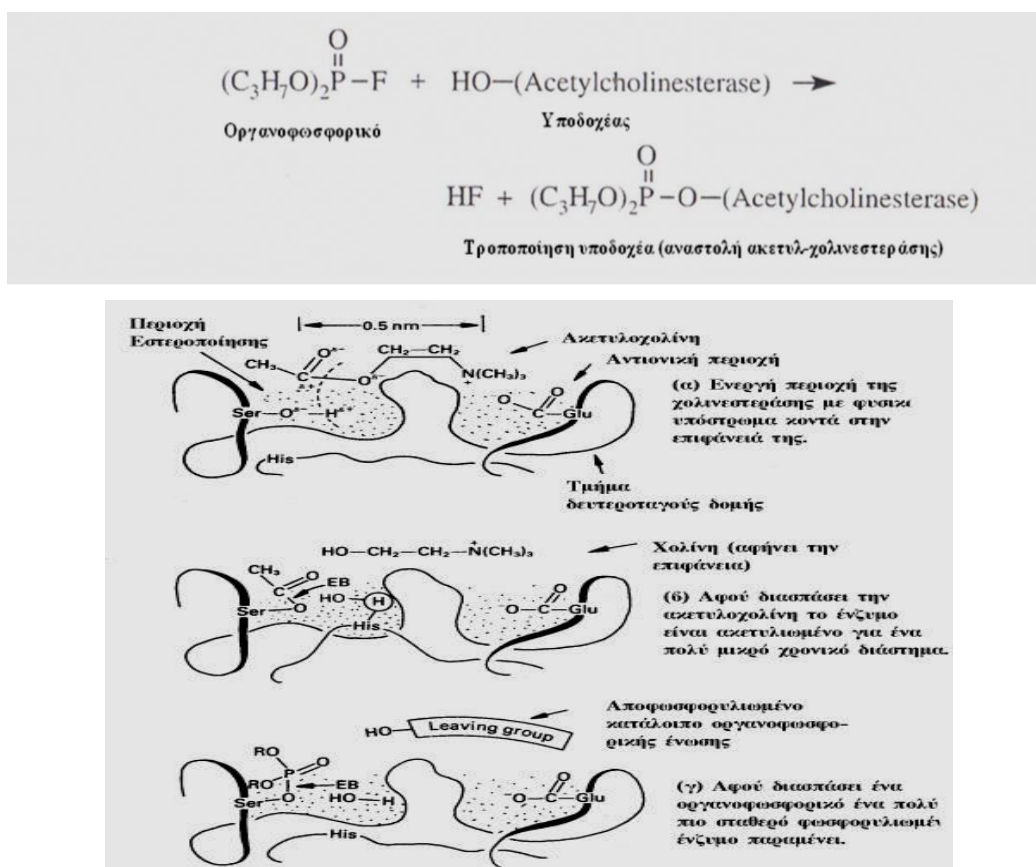 O
(C₃H₇O)₂P–F + HO–(Acetylcholinesterase) →
Οργανοφωσφορικό Υποδοχέας
O
HF + (C₃H₇O)₂P–O–(Acetylcholinesterase)
Τροποποίηση υποδοχέα (αναστολή ακετυλ-χολινεστεράσης)
Περιοχή
Εστεροποίησης
0.5 nm
Ακετυλοχολίνη
Αντιονική περιοχή
CH₃ C O O CH₂–CH₂ N(CH₃)₃ +
Ser O H
His
O C O Glu
(α) Ενεργή περιοχή της
χολινεστεράσης με φυσικ
υπόστρωμα κοντά στην
επιφάνειά της.
Τμήμα
δευτεροταγούς δομής
HO–CH₂–CH₂–N(CH₃)₃ +
Χολίνη (αφήνει την
επιφάνεια)
CH₃ C O EB
Ser O HO H
His
O C O Glu
(б) Αφού διασπάσει την
ακετυλοχολίνη το ένζυμο
είναι ακετυλιωμένο για ένα
πολύ μικρό χρονικό διάστημα.
HO Leaving group
Αποφωσφορυλιωμένο
κατάλοιπο οργανοφωσφο-
ρικής ένωσης
RO P O
RO EB
Ser O HO–H
His
O C O Glu
(γ) Αφού διασπάσει ένα
οργανοφωσφορικό ένα πολύ
πιο σταθερό φωσφορυλιωμέ
ένζυμο παραμένει.